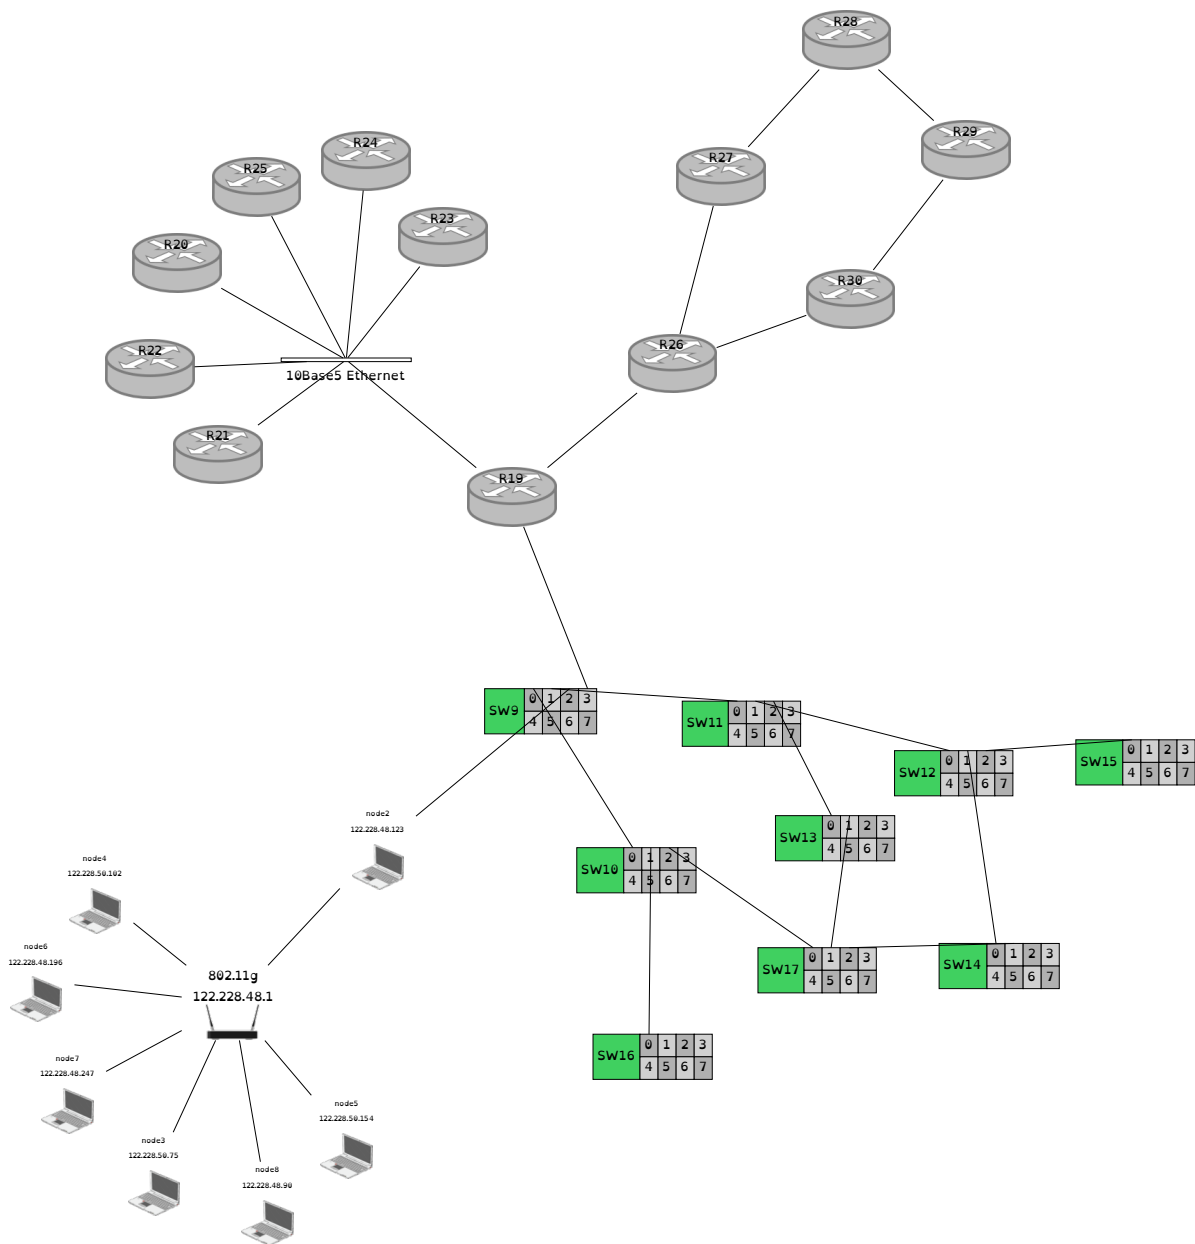 R28
R29
R24
R27
R25
R23
R20
R30
R26
R22
10Base5 Ethernet
R21
R19
SW9 0 1 2 3
4 5 6 7
SW11 0 1 2 3
4 5 6 7
SW12 0 1 2 3
4 5 6 7
SW15 0 1 2 3
4 5 6 7
node2
122.228.48.123
SW13 0 1 2 3
4 5 6 7
SW10 0 1 2 3
4 5 6 7
node4
122.228.50.102
node6
122.228.48.196
802.11g
122.228.48.1
SW17 0 1 2 3
4 5 6 7
SW14 0 1 2 3
4 5 6 7
SW16 0 1 2 3
4 5 6 7
node7
122.228.48.247
node5
122.228.50.154
node3
122.228.50.75
node8
122.228.48.90